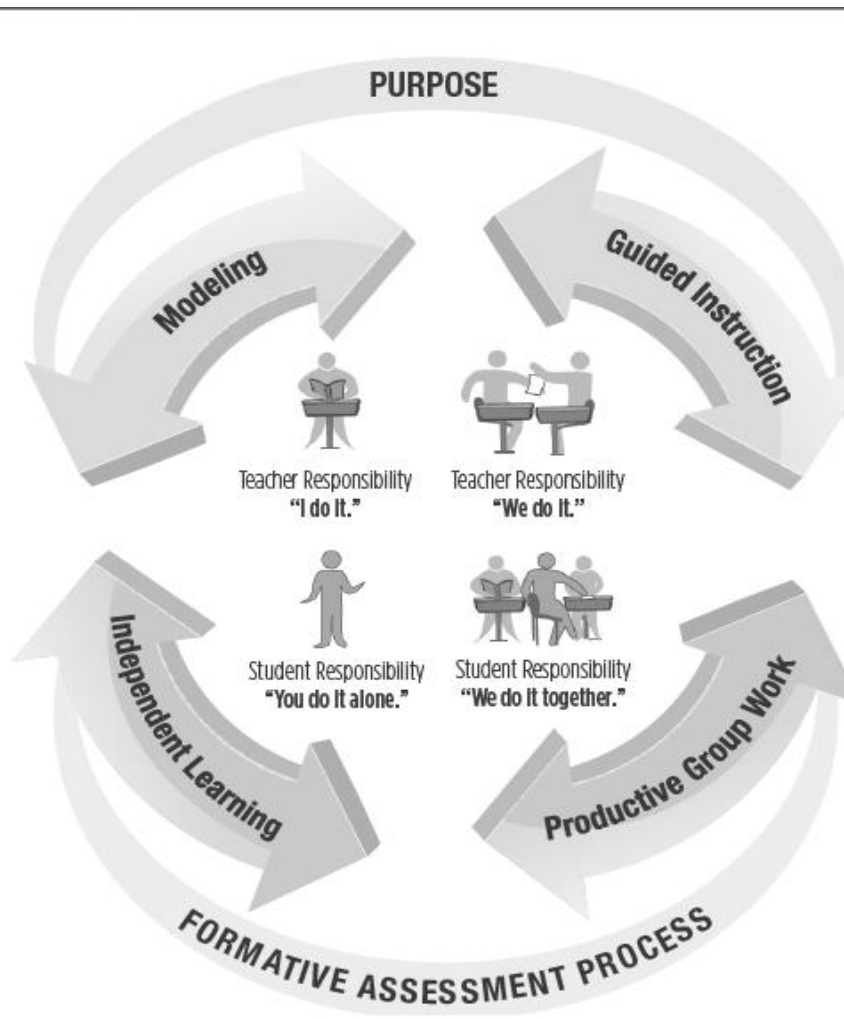 PURPOSE
Modeling
Guided Instruction
Teacher Responsibility
"I do it."
Teacher Responsibility
"We do it."
Student Responsibility
"You do it alone."
Student Responsibility
"We do it together."
Independent Learning
Productive Group Work
FORMATIVE ASSESSMENT PROCESS